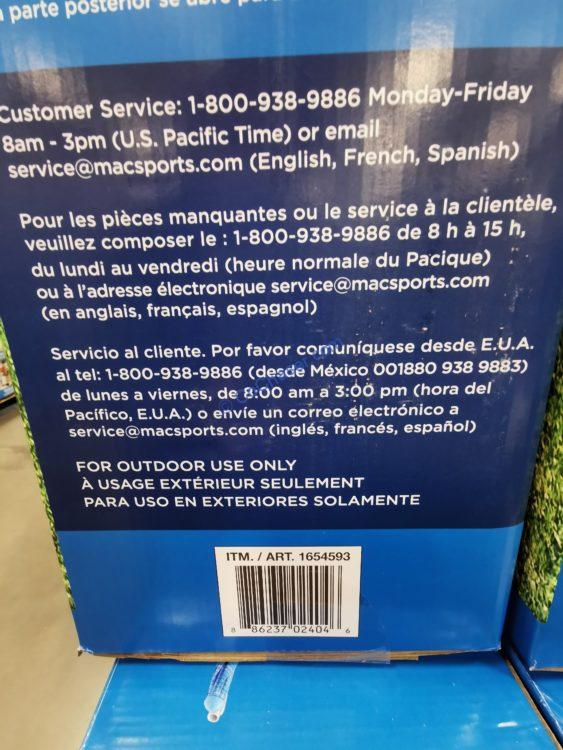 parte posterior se
Customer Service: 1-800-938-9886 Monday-Friday
8am - 3pm (U.S. Pacific Time) or email
service@macsports.com (English, French, Spanish)
Pour les pièces manquantes ou le service à la clientèle,
veuillez composer le : 1-800-938-9886 de 8 h à 15 h,
du lundi au vendredi (heure normale du Pacique)
ou à l'adresse électronique service@macsports.com
(en anglais, français, espagnol)
Servicio al cliente. Por favor comuníquese desde E.U.A.
al tel: 1-800-938-9886 (desde México 001880 938 9883)
de lunes a viernes, de 8:00 am a 3:00 pm (hora del
Pacífico, E.U.A.) o envíe un correo électrónico a
service@macsports.com (inglés, francés, español)
FOR OUTDOOR USE ONLY
À USAGE EXTÉRIEUR SEULEMENT
PARA USO EN EXTERIORES SOLAMENTE
ITM. / ART. 1654593
8 86237 02404 6